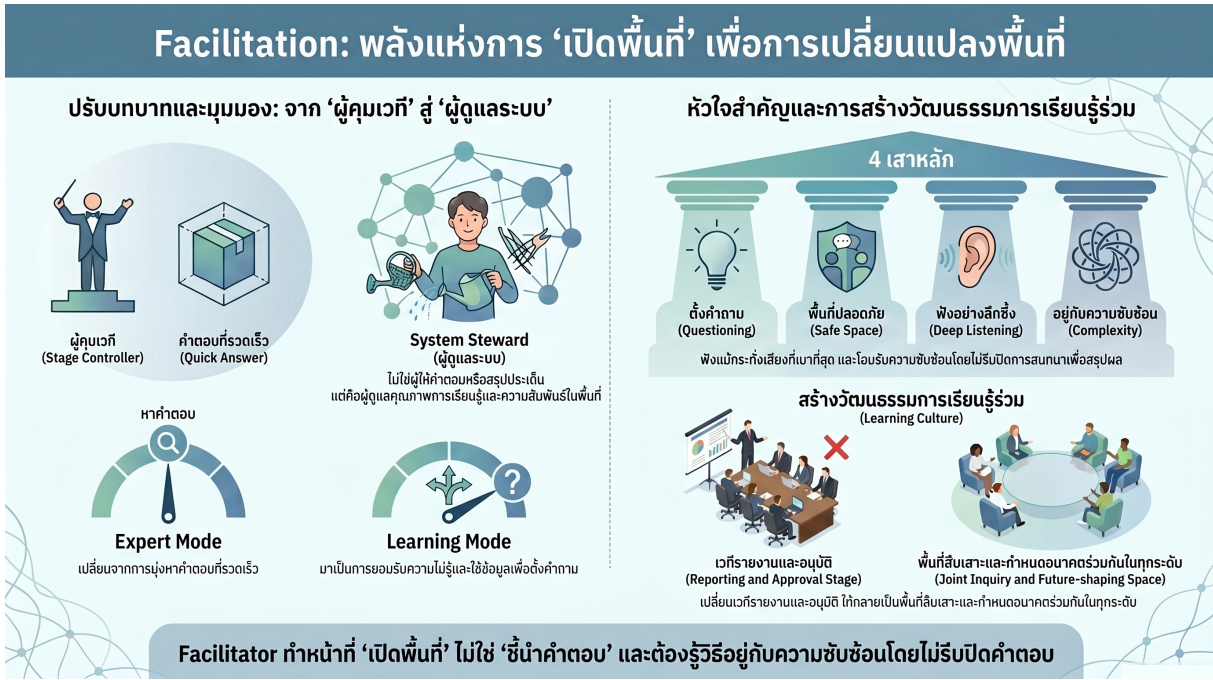 Facilitation: พลังแห่งการ ‘เปิดพื้นที่’ เพื่อการเปลี่ยนแปลงพื้นที่
ปรับบทบาทและมุมมอง: จาก ‘ผู้คุมเวที’ สู่ ‘ผู้ดูแลระบบ’
ผู้คุมเวที
(Stage Controller)
คำตอบที่รวดเร็ว
(Quick Answer)
System Steward
(ผู้ดูแลระบบ)
ไม่ใช่ผู้ให้คำตอมหรือสรุปประเด็น
แต่คือผู้ดูแลคุณภาพการเรียนรู้และความสัมพันธ์ในพื้นที่
หาคำตอบ
Expert Mode
เปลี่ยนจากการมุ่งหาคำตอบที่รวดเร็ว
?
Learning Mode
มาเป็นการยอมรับความไม่รู้และใช้ข้อมูลเพื่อตั้งคำถาม
หัวใจสำคัญและการสร้างวัฒนธรรมการเรียนรู้ร่วม
4 เสาหลัก
ตั้งคำถาม
(Questioning)
พื้นที่ปลอดภัย
(Safe Space)
ฟังอย่างลึกซึ้ง
(Deep Listening)
อยู่กับความซับซ้อน
(Complexity)
ฟังแม้กระทั่งเสียงที่เบาที่สุด และโอบรับความซับซ้อนโดยไม่รีบปิดการสนทนาเพื่อสรุปผล
สร้างวัฒนธรรมการเรียนรู้ร่วม
(Learning Culture)
เวทีรายงานและอนุมัติ
(Reporting and Approval Stage)
พื้นที่สืบเสาะและกำหนดอนาคตร่วมกันในทุกระดับ
(Joint Inquiry and Future-shaping Space)
เปลี่ยนเวทีรายงานและอนุมัติ ให้กลายเป็นพื้นที่สืบเสาะและกำหนดอนาคตร่วมกันในทุกระดับ
Facilitator ทำหน้าที่ ‘เปิดพื้นที่’ ไม่ใช่ ‘ชี้นำคำตอบ’ และต้องรู้วิธีอยู่กับความซับซ้อนโดยไม่รีบปิดคำตอบ